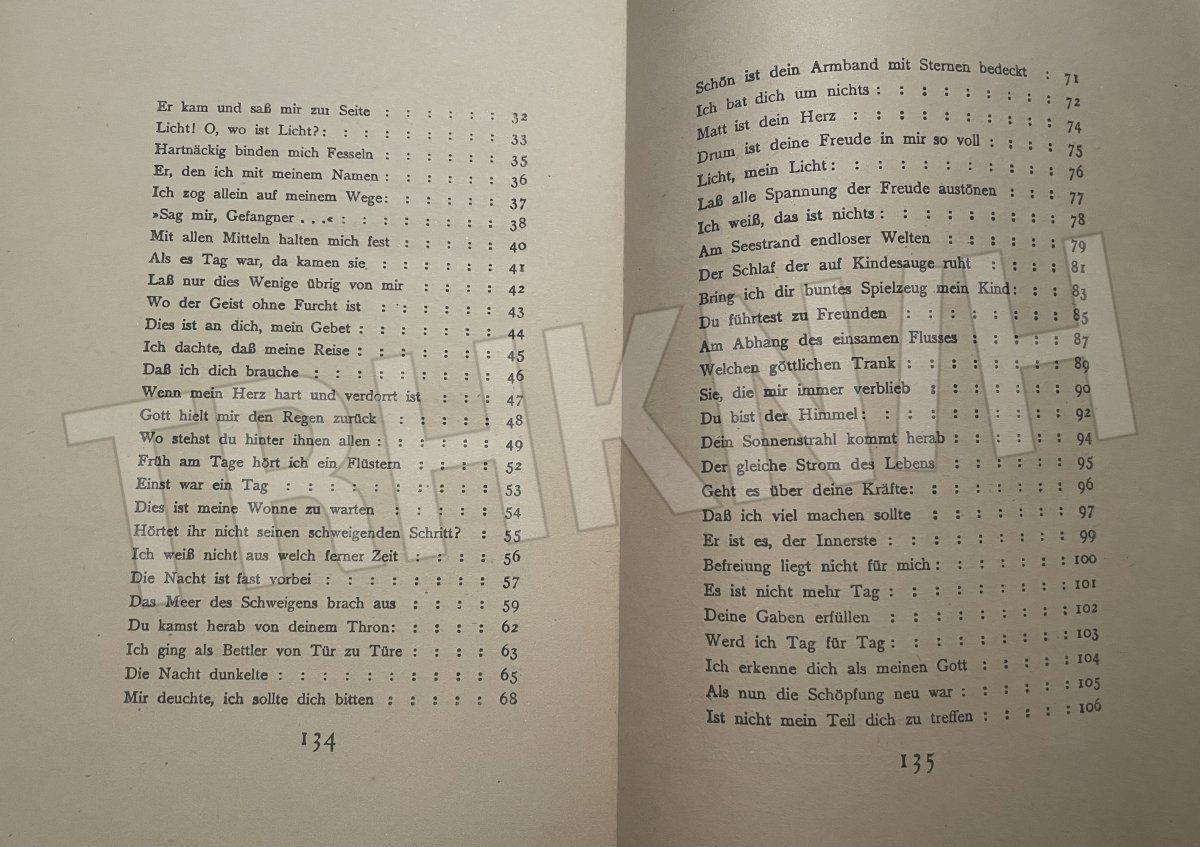 Er kam und saß mir zur Seite : : : : : : 32
Licht! O, wo ist Licht?: : : : : : : : : 33
Hartnäckig binden mich Fesseln : : : : : : 35
Er, den ich mit meinem Namen : : : : : : 36
Ich zog allein auf meinem Wege: : : : : : 37
»Sag mir, Gefangner . . .« : : : : : : : : 38
Mit allen Mitteln halten mich fest : : : : : 40
Als es Tag war, da kamen sie : : : : : : 41
Laß nur dies Wenige übrig von mir : : : : 42
Wo der Geist ohne Furcht ist : : : : : : 43
Dies ist an dich, mein Gebet : : : : : : : 44
Ich dachte, daß meine Reise : : : : : : : 45
Daß ich dich brauche : : : : : : : : : 46
Wenn mein Herz hart und verdorrt ist : : : 47
Gott hielt mir den Regen zurück : : : : : 48
Wo stehst du hinter ihnen allen : : : : : : 49
Früh am Tage hört ich ein Flüstern : : : : 52
Einst war ein Tag : : : : : : : : : : 53
Dies ist meine Wonne zu warten : : : : : 54
Hörtet ihr nicht seinen schweigenden Schritt? : 55
Ich weiß nicht aus welch ferner Zeit : : : : 56
Die Nacht ist fast vorbei : : : : : : : : 57
Das Meer des Schweigens brach aus : : : : 59
Du kamst herab von deinem Thron: : : : : 62
Ich ging als Bettler von Tür zu Türe : : : : 63
Die Nacht dunkelte : : : : : : : : : : 65
Mir deuchte, ich sollte dich bitten : : : : : 68
134
Schön ist dein Armband mit Sternen bedeckt : 71
Ich bat dich um nichts : : : : : : : : : 72
Matt ist dein Herz : : : : : : : : : : 74
Drum ist deine Freude in mir so voll : : : : 75
Licht, mein Licht : : : : : : : : : : : 76
Laß alle Spannung der Freude austönen : : : 77
Ich weiß, das ist nichts : : : : : : : : : 78
Am Seestrand endloser Welten : : : : : : 79
Der Schlaf der auf Kindesauge ruht : : : : 81
Bring ich dir buntes Spielzeug mein Kind: : : 83
Du führtest zu Freunden : : : : : : : : 85
Am Abhang des einsamen Flusses : : : : : 87
Welchen göttlichen Trank : : : : : : : : 89
Sie, die mir immer verblieb : : : : : : : 90
Du bist der Himmel: : : : : : : : : : 92
Dein Sonnenstrahl kommt herab : : : : : : 94
Der gleiche Strom des Lebens : : : : : : 95
Geht es über deine Kräfte: : : : : : : : 96
Daß ich viel machen sollte : : : : : : : 97
Er ist es, der Innerste : : : : : : : : : 99
Befreiung liegt nicht für mich : : : : : : : 100
Es ist nicht mehr Tag : : : : : : : : : 101
Deine Gaben erfüllen : : : : : : : : : 102
Werd ich Tag für Tag : : : : : : : : : 103
Ich erkenne dich als meinen Gott : : : : : 104
Als nun die Schöpfung neu war : : : : : : 105
Ist nicht mein Teil dich zu treffen : : : : : 106
135
TRHKNVH